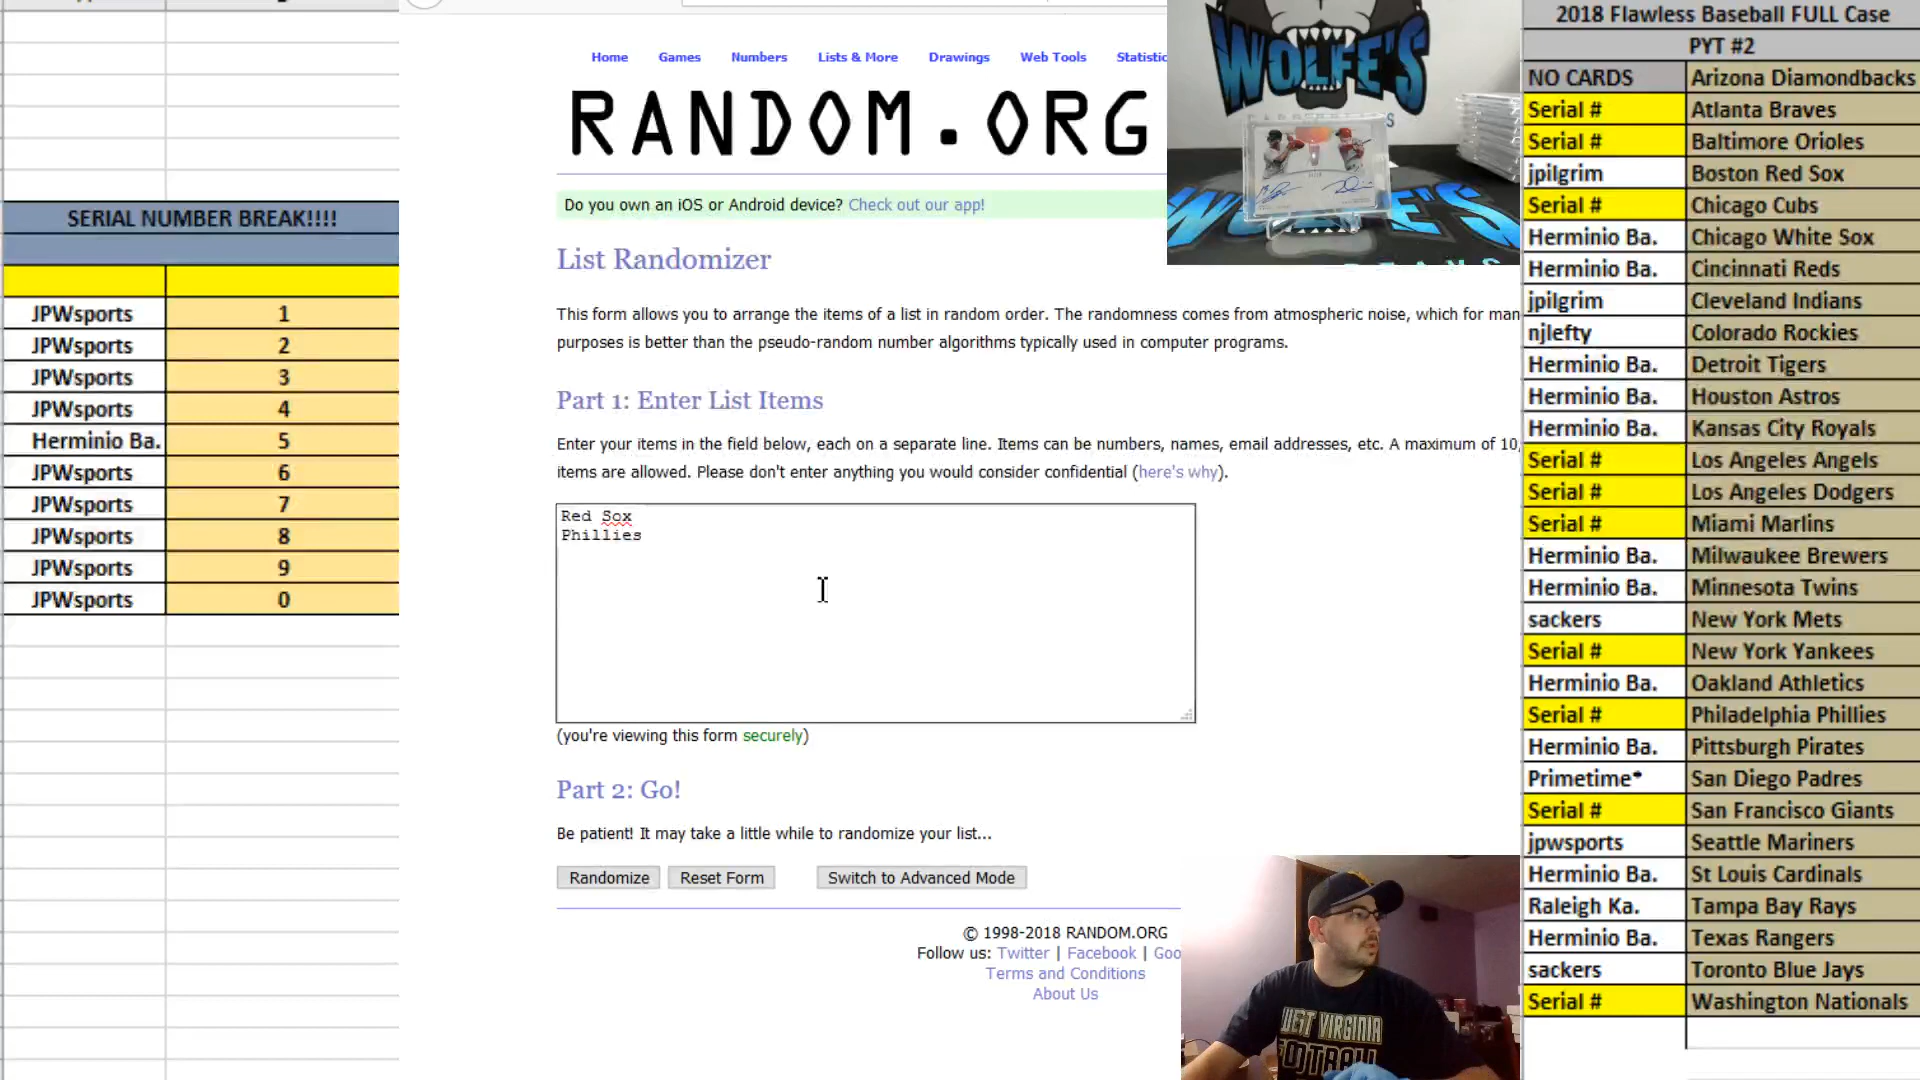 SERIAL NUMBER BREAK!!!!
JPWsports 1
JPWsports 2
JPWsports 3
JPWsports 4
Herminio Ba. 5
JPWsports 6
JPWsports 7
JPWsports 8
JPWsports 9
JPWsports 0
Home Games Numbers Lists & More Drawings Web Tools Statistic
RANDOM.ORG
Do you own an iOS or Android device? Check out our app!
List Randomizer
This form allows you to arrange the items of a list in random order. The randomness comes from atmospheric noise, which for man
purposes is better than the pseudo-random number algorithms typically used in computer programs.
Part 1: Enter List Items
Enter your items in the field below, each on a separate line. Items can be numbers, names, email addresses, etc. A maximum of 10,
items are allowed. Please don't enter anything you would consider confidential (here's why).
Red Sox
Phillies
(you're viewing this form securely)
Part 2: Go!
Be patient! It may take a little while to randomize your list...
Randomize Reset Form Switch to Advanced Mode
© 1998-2018 RANDOM.ORG
Follow us: Twitter | Facebook | Goo
Terms and Conditions
About Us
WOLFE'S
WEST VIRGINIA
FOOTBALL
2018 Flawless Baseball FULL Case
PYT #2
NO CARDS Arizona Diamondbacks
Serial # Atlanta Braves
Serial # Baltimore Orioles
jpilgrim Boston Red Sox
Serial # Chicago Cubs
Herminio Ba. Chicago White Sox
Herminio Ba. Cincinnati Reds
jpilgrim Cleveland Indians
njlefty Colorado Rockies
Herminio Ba. Detroit Tigers
Herminio Ba. Houston Astros
Herminio Ba. Kansas City Royals
Serial # Los Angeles Angels
Serial # Los Angeles Dodgers
Serial # Miami Marlins
Herminio Ba. Milwaukee Brewers
Herminio Ba. Minnesota Twins
sackers New York Mets
Serial # New York Yankees
Herminio Ba. Oakland Athletics
Serial # Philadelphia Phillies
Herminio Ba. Pittsburgh Pirates
Primetime* San Diego Padres
Serial # San Francisco Giants
jpwsports Seattle Mariners
Herminio Ba. St Louis Cardinals
Raleigh Ka. Tampa Bay Rays
Herminio Ba. Texas Rangers
sackers Toronto Blue Jays
Serial # Washington Nationals